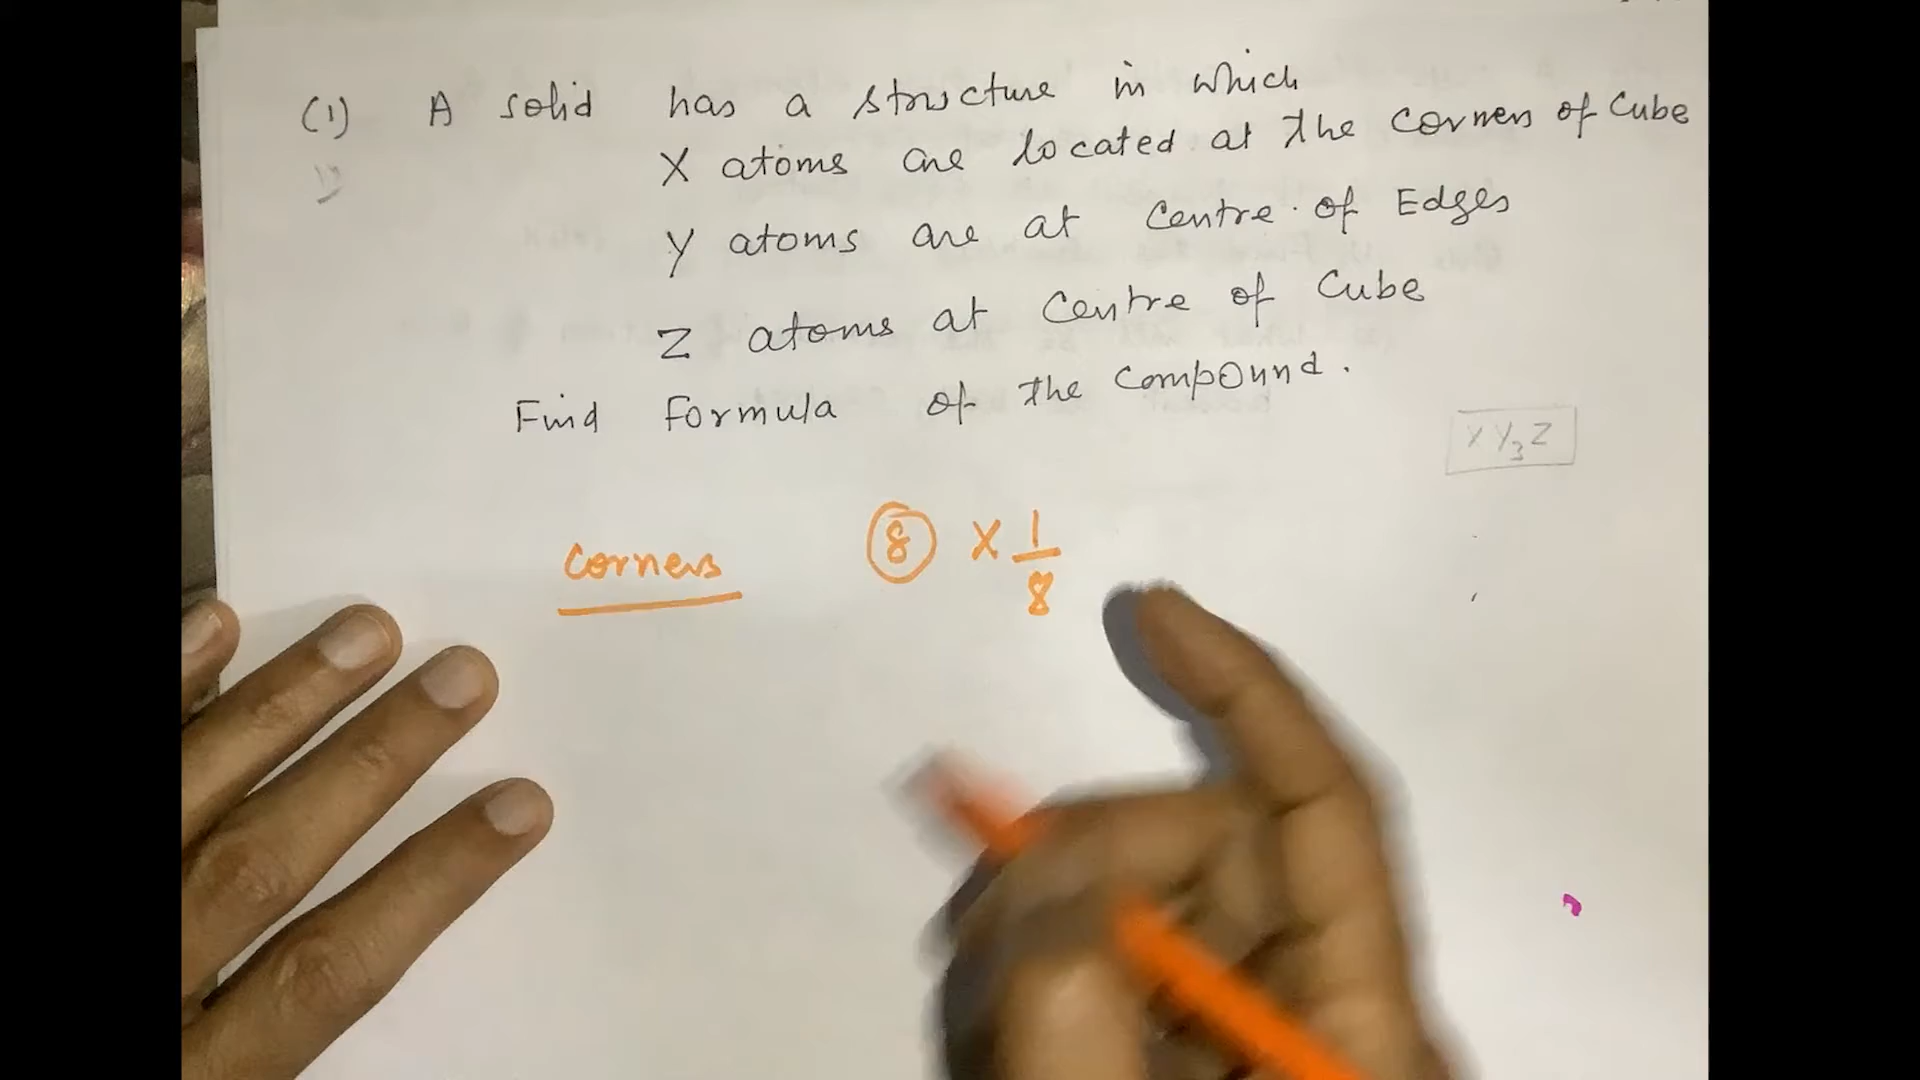 (1) A solid has a structure in which
X atoms are located at the corners of Cube
Y atoms are at Centre of Edges
Z atoms at Centre of Cube
Find Formula of the Compound.
XY₃Z
Corners 8 × 1/8